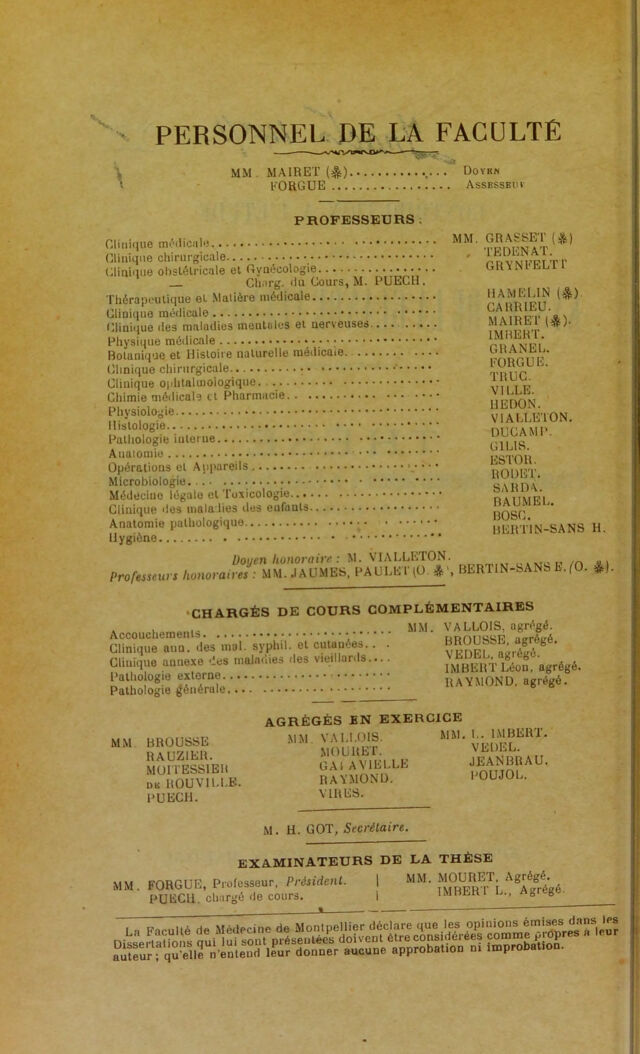 PERSONNEL DE LA FACULTÉ
MM. MAIRET (✻)............... DOYEN
FORGUE .................. ASSESSEUR
PROFESSEURS :
Clinique médicale............ MM. GRASSET (✻)
Clinique chirurgicale............ TEDENAT.
Clinique obstétricale et Gynécologie............ GRYNFELTT
— Charg. du Cours, M. PUECH.
Thérapeutique et Matière médicale............ HAMELIN (✻)
Clinique médicale............ CARRIEU.
Clinique des maladies mentales et nerveuses............ MAIRET (✻).
Physique médicale............ IMBERT.
Botanique et Histoire naturelle médicale............ GRANEL.
Clinique chirurgicale............ FORGUE.
Clinique ophtalmologique............ TRUC.
Chimie médicale et Pharmacie............ VILLE.
Physiologie............ HEDON.
Histologie............ VIALLETON.
Pathologie interne............ DUCAMP.
Anatomie............ GILIS.
Opérations et Appareils............ ESTOR.
Microbiologie............ RODET.
Médecine légale et Toxicologie............ SARDA.
Clinique des maladies des enfants............ BAUMEL.
Anatomie pathologique............ BOSC.
Hygiène............ BERTIN-SANS H.
Doyen honoraire : M. VIALLETON.
Professeurs honoraires : MM. JAUMES, PAULET (O. ✻), BERTIN-SANS E. (O. ✻).
CHARGÉS DE COURS COMPLÉMENTAIRES
Accouchements............ MM. VALLOIS, agrégé.
Clinique ann. des mal. syphil. et cutanées... BROUSSE, agrégé.
Clinique annexe des maladies des vieillards.... VEDEL, agrégé.
Pathologie externe............ IMBERT Léon, agrégé.
Pathologie générale............ RAYMOND, agrégé.
AGRÉGÉS EN EXERCICE
MM. BROUSSE MM. VALLOIS. MM. L. IMBERT.
RAUZIER. MOURET. VEDEL.
MOITESSIER GALAVIELLE JEANBRAU.
DE ROUVILLE. RAYMOND. POUJOL.
PUECH. VIRES.
M. H. GOT, Secrétaire.
EXAMINATEURS DE LA THÈSE
MM. FORGUE, Professeur, Président. | MM. MOURET, Agrégé.
PUECH, chargé de cours. | IMBERT L., Agrégé.
La Faculté de Médecine de Montpellier déclare que les opinions émises dans les
Dissertations qui lui sont présentées doivent être considérées comme propres à leur
auteur ; qu'elle n'entend leur donner aucune approbation ni improbation.